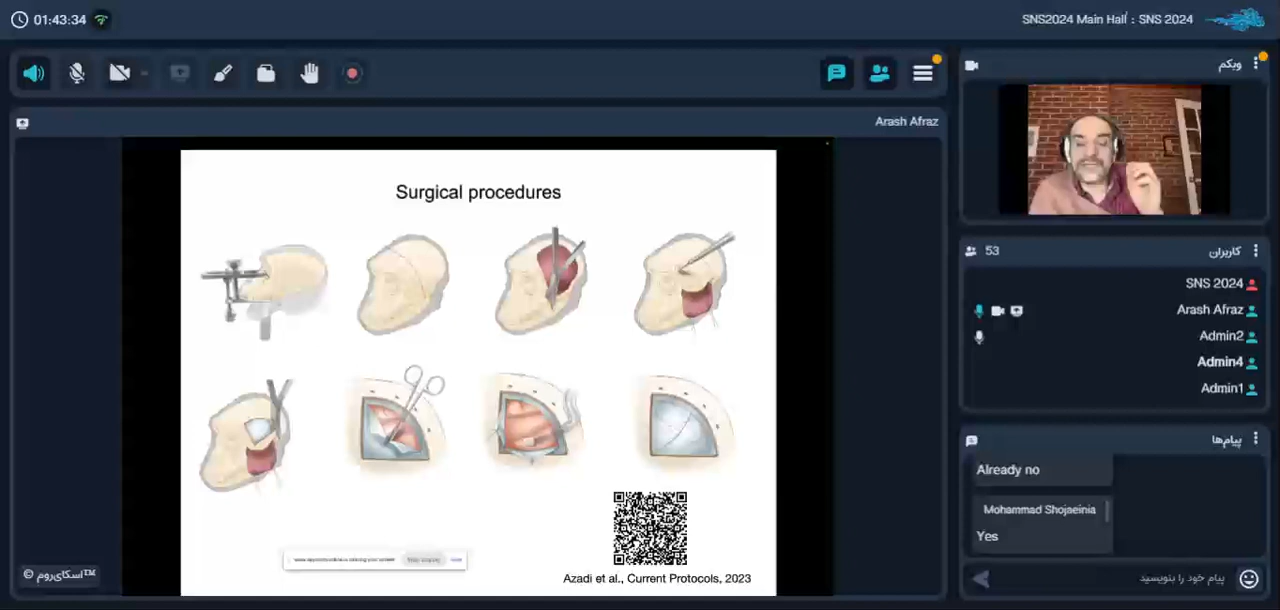 01:43:34
SNS2024 Main Hall : SNS 2024
Arash Afraz
Surgical procedures
Azadi et al., Current Protocols, 2023
© اسکای‌روم™
وبکم
53
کاربران
SNS 2024
Arash Afraz
Admin2
Admin4
Admin1
پیام‌ها
Already no
Mohammad Shojaeinia
Yes
پیام خود را بنویسید